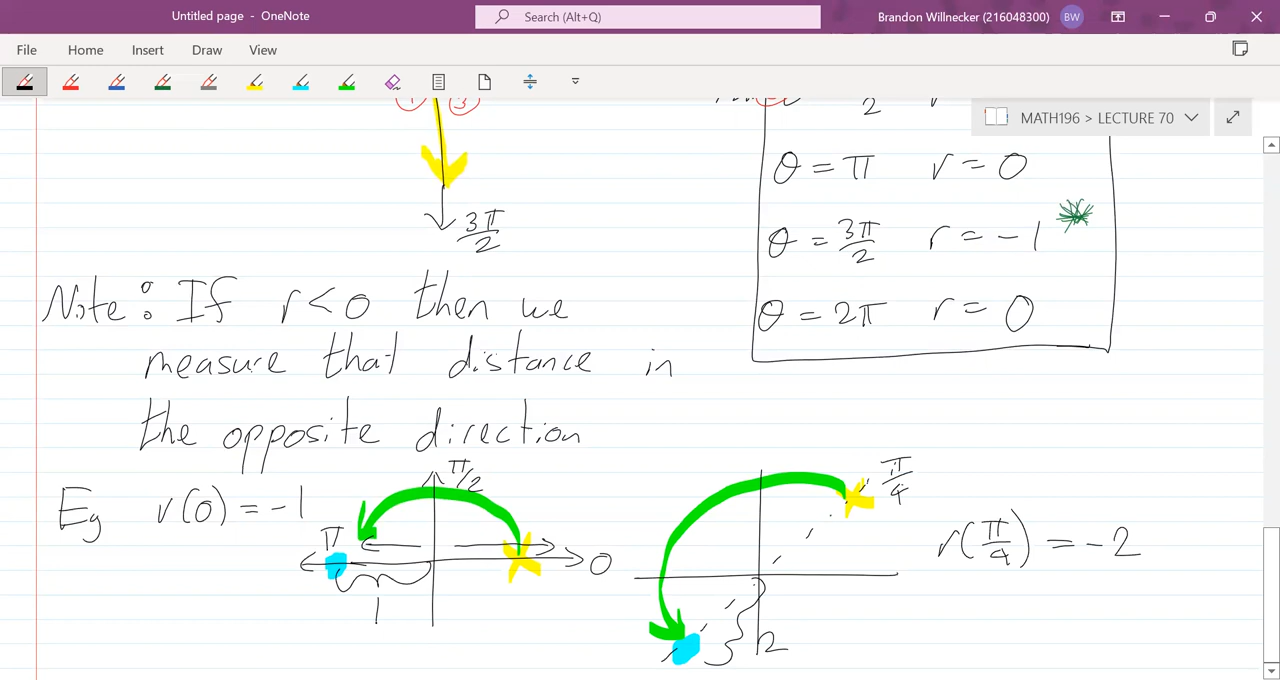 Untitled page - OneNote
Search (Alt+Q)
Brandon Willnecker (216048300)
BW
File Home Insert Draw View
MATH196 > LECTURE 70
① ③
3π/2
θ = π r = 0
θ = 3π/2 r = -1
θ = 2π r = 0
Note: If r < 0 then we
measure that distance in
the opposite direction
Eg r(0) = -1
π/2
π
0
1
π/4
r(π/4) = -2
2